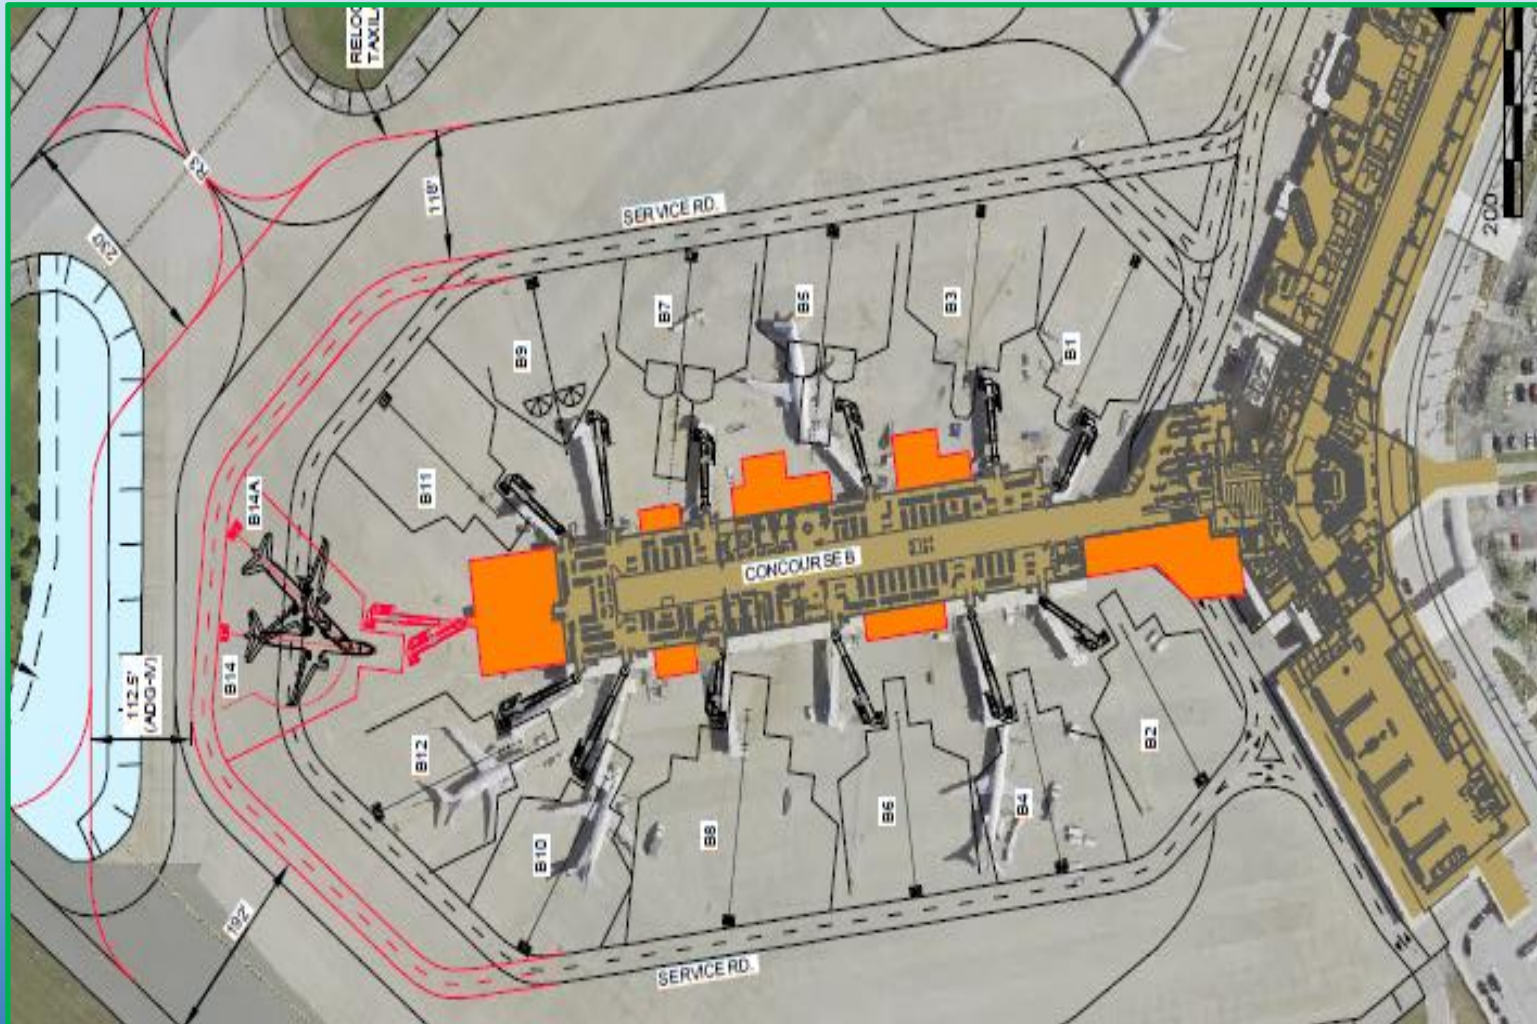 RELOC
TAXIL
R3
230'
118'
SERVICE RD.
200
B7
B5
B3
B9
B1
B11
B14A
CONCOURSE B
B14
112.5'
(ADG-IV)
B12
B2
B10
B8
B6
B4
192'
SERVICE RD.